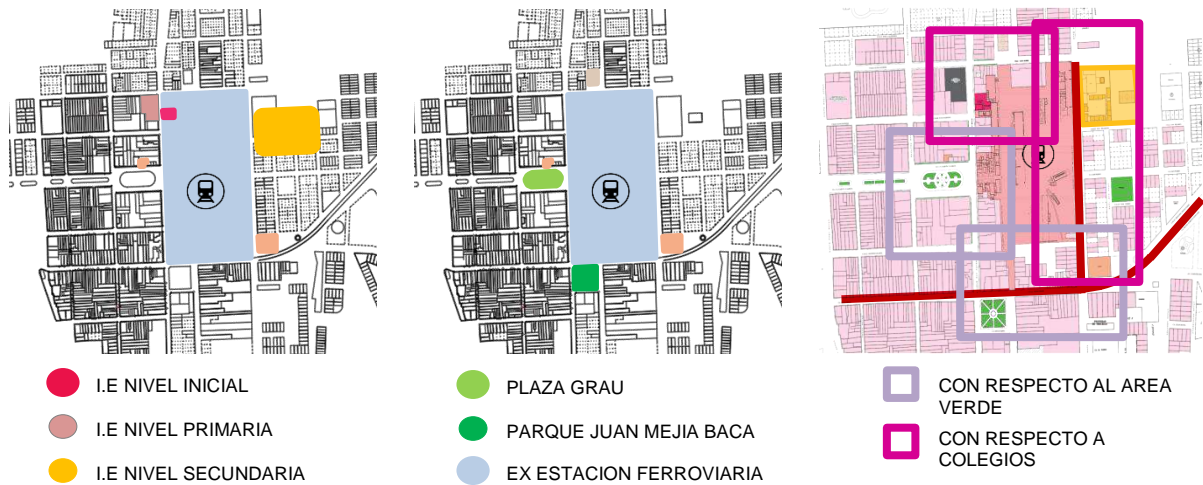 I.E NIVEL INICIAL
I.E NIVEL PRIMARIA
I.E NIVEL SECUNDARIA
PLAZA GRAU
PARQUE JUAN MEJIA BACA
EX ESTACION FERROVIARIA
CON RESPECTO AL AREA
VERDE
CON RESPECTO A
COLEGIOS